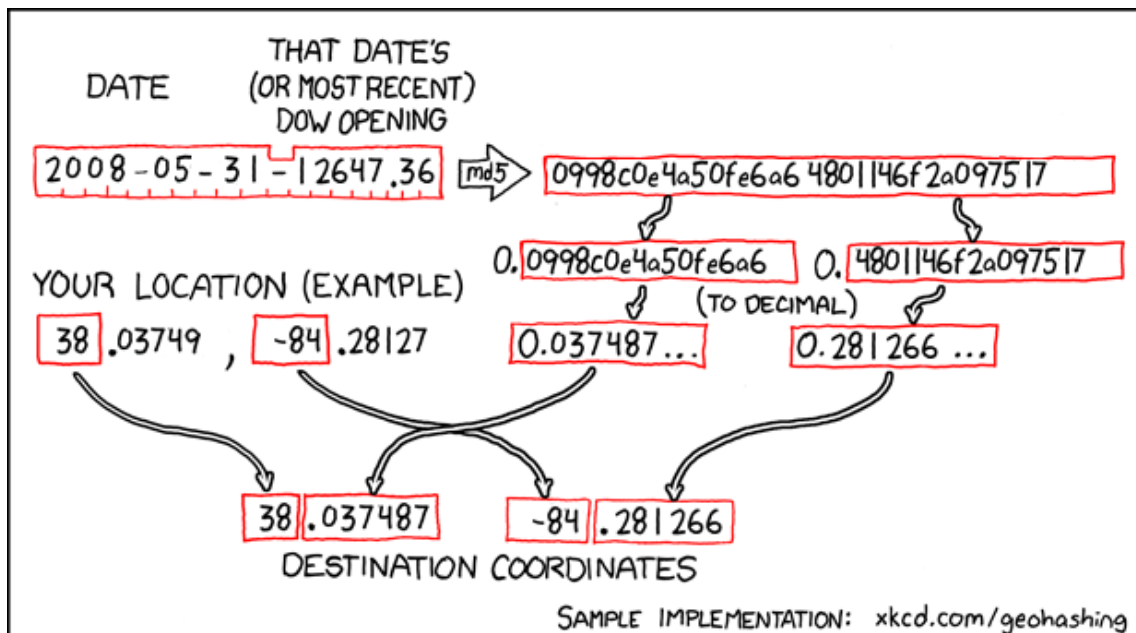 DATE
THAT DATE'S
(OR MOST RECENT)
DOW OPENING
2008-05-31-12647.36
md5
0998c0e4a50fe6a6 4801146f2a097517
0.0998c0e4a50fe6a6
0.4801146f2a097517
(TO DECIMAL)
YOUR LOCATION (EXAMPLE)
38.03749, -84.28127
0.037487...
0.281266...
38.037487
-84.281266
DESTINATION COORDINATES
SAMPLE IMPLEMENTATION: xkcd.com/geohashing